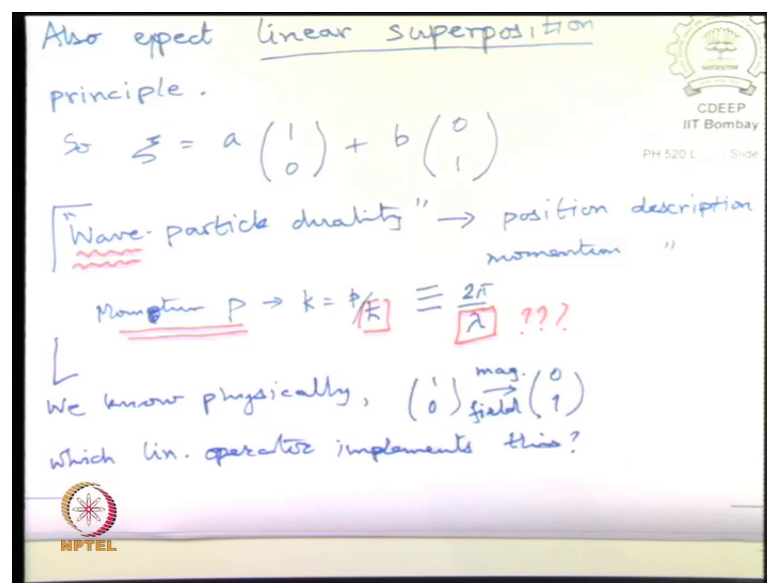 Also expect linear superposition
principle.
So ξ = a (1 0) + b (0 1)
"Wave-particle duality" → position description
momentum "
Momentum p → k = p/ħ ≡ 2π/λ ???
We know physically, (1 0) mag. field → (0 1)
which lin. operator implements this?
CDEEP
IIT Bombay
PH 520 L Slide
NPTEL